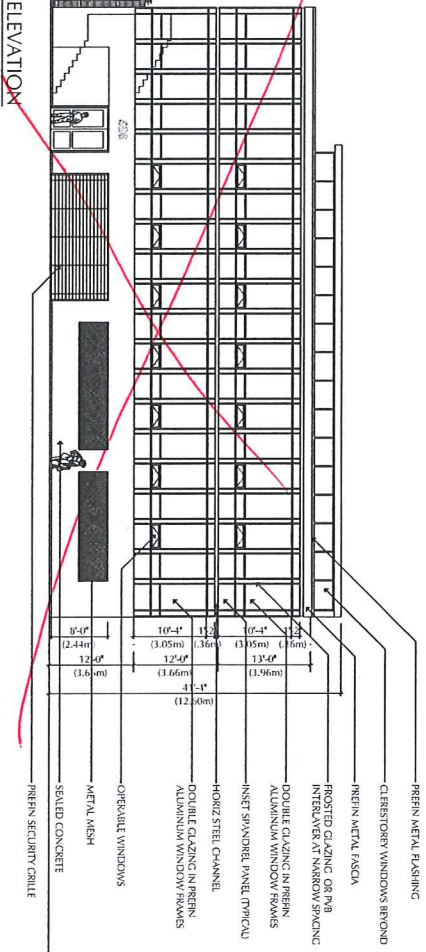 ELEVATION
PREFIN METAL FLASHING
CLERESTOREY WINDOWS BEYOND
PREFIN METAL FASCIA
FROSTED GLAZING OR PVB
INTERLAYER AT NARROW SPACING
DOUBLE GLAZING IN PREFIN
ALUMINUM WINDOW FRAMES
INSET SPANDREL PANEL (TYPICAL)
HORIZ STEEL CHANNEL
DOUBLE GLAZING IN PREFIN
ALUMINUM WINDOW FRAMES
OPERABLE WINDOWS
METAL MESH
SEALED CONCRETE
PREFIN SECURITY GRILLE
8'-0" 10'-4" 1'-2" 10'-4" 1'-2"
(2.44m) (3.05m) (.36m) (3.05m) (.36m)
12'-0" 12'-0" 13'-0"
(3.66m) (3.66m) (3.96m)
41'-4"
(12.60m)